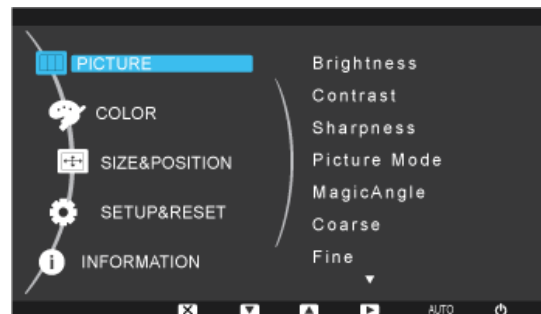 PICTURE
COLOR
SIZE&POSITION
SETUP&RESET
INFORMATION
Brightness
Contrast
Sharpness
Picture Mode
MagicAngle
Coarse
Fine
AUTO